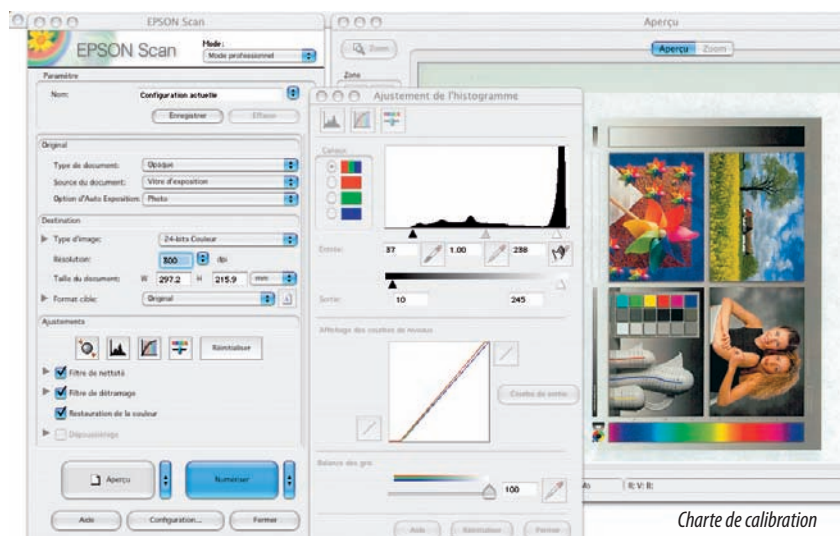 EPSON Scan
EPSON Scan
Mode :
Mode professionnel
Paramètre
Nom:
Configuration actuelle
Enregistrer
Effacer
Original
Type de document:
Opaque
Source du document:
Vitre d'exposition
Option d'Auto Exposition:
Photo
Destination
Type d'image:
24-bits Couleur
Résolution:
300
dpi
Taille du document:
W
297.2
H
215.9
mm
Format cible:
Original
Ajustements
Réinitialiser
Filtre de netteté
Filtre de détramage
Restauration de la couleur
Dépoussiérage
Aperçu
Numériser
Aide
Configuration...
Fermer
Ajustement de l'histogramme
Canaux
Entrée:
37
1.00
238
Sortie:
10
245
Affichage des courbes de niveaux
Courbe de sortie
Balance des gris
100
Aide
Réinitialiser
Fermer
Aperçu
Zoom
Aperçu
Zoom
Zone
Mo
R: V: B:
Charte de calibration